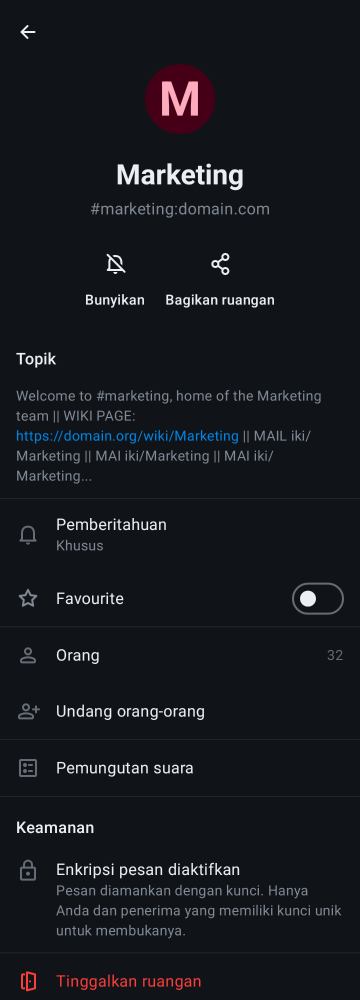 M
Marketing
#marketing:domain.com
Bunyikan
Bagikan ruangan
Topik
Welcome to #marketing, home of the Marketing
team || WIKI PAGE:
https://domain.org/wiki/Marketing || MAIL iki/
Marketing || MAI iki/Marketing || MAI iki/
Marketing...
Pemberitahuan
Khusus
Favourite
Orang
32
Undang orang-orang
Pemungutan suara
Keamanan
Enkripsi pesan diaktifkan
Pesan diamankan dengan kunci. Hanya
Anda dan penerima yang memiliki kunci unik
untuk membukanya.
Tinggalkan ruangan